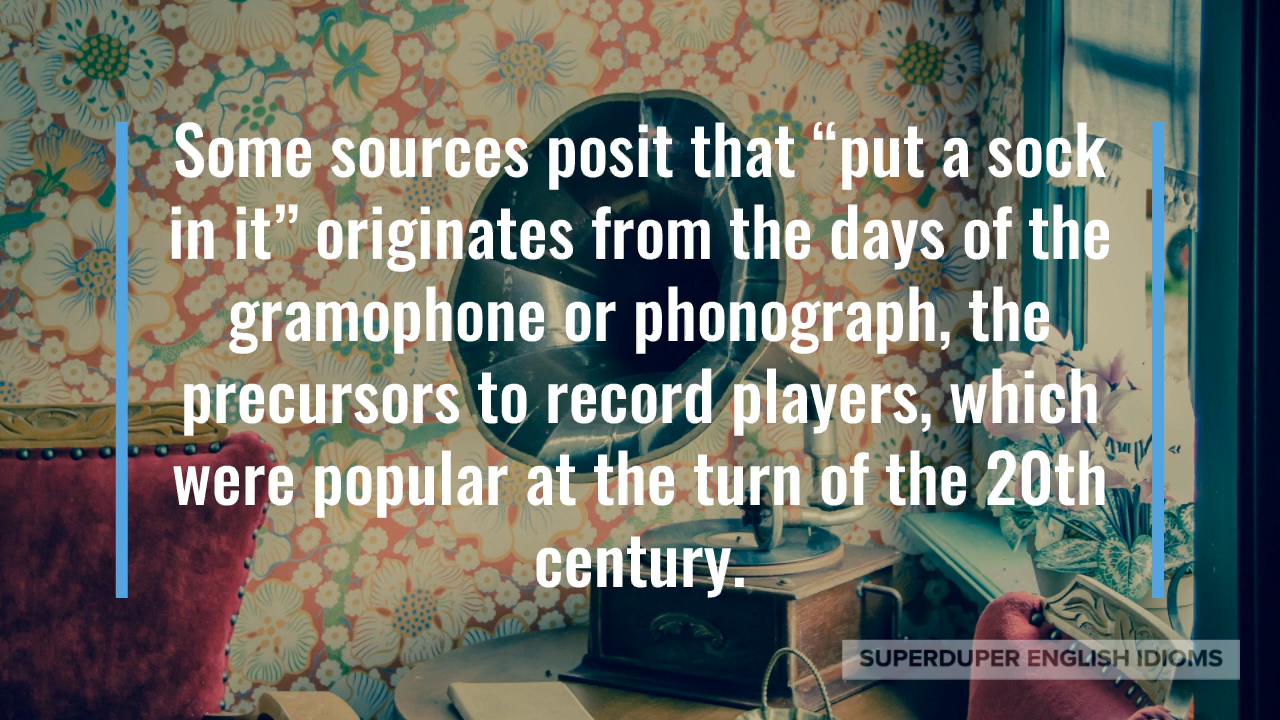 Some sources posit that “put a sock
in it” originates from the days of the
gramophone or phonograph, the
precursors to record players, which
were popular at the turn of the 20th
century.
SUPERDUPER ENGLISH IDIOMS